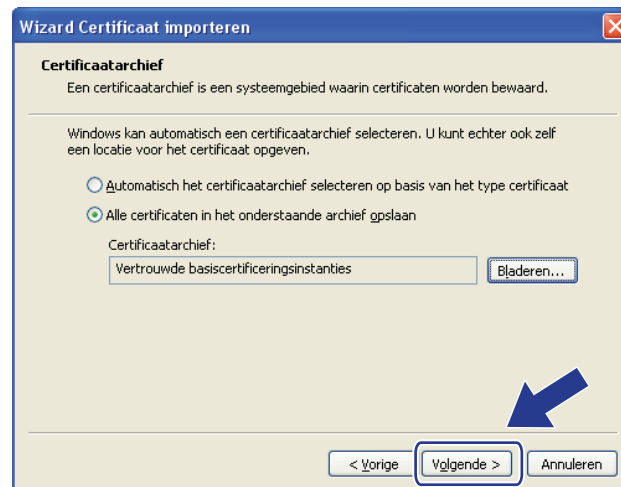 Wizard Certificaat importeren
Certificaatarchief
Een certificaatarchief is een systeemgebied waarin certificaten worden bewaard.
Windows kan automatisch een certificaatarchief selecteren. U kunt echter ook zelf
een locatie voor het certificaat opgeven.
Automatisch het certificaatarchief selecteren op basis van het type certificaat
Alle certificaten in het onderstaande archief opslaan
Certificaatarchief:
Vertrouwde basiscertificeringsinstanties
Bladeren...
< Vorige
Volgende >
Annuleren